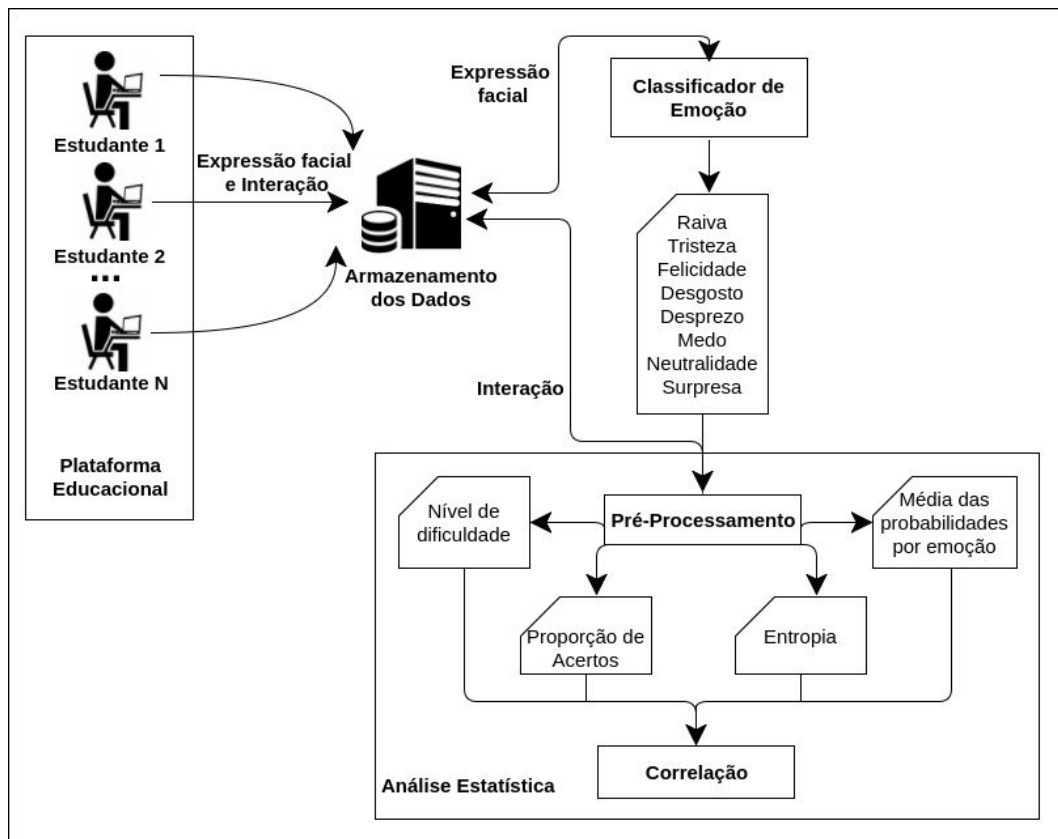 Estudante 1
Estudante 2
...
Estudante N
Plataforma
Educacional
Expressão facial
e Interação
Armazenamento
dos Dados
Expressão
facial
Classificador de
Emoção
Raiva
Tristeza
Felicidade
Desgosto
Desprezo
Medo
Neutralidade
Surpresa
Interação
Nível de
dificuldade
Pré-Processamento
Média das
probabilidades
por emoção
Proporção de
Acertos
Entropia
Correlação
Análise Estatística